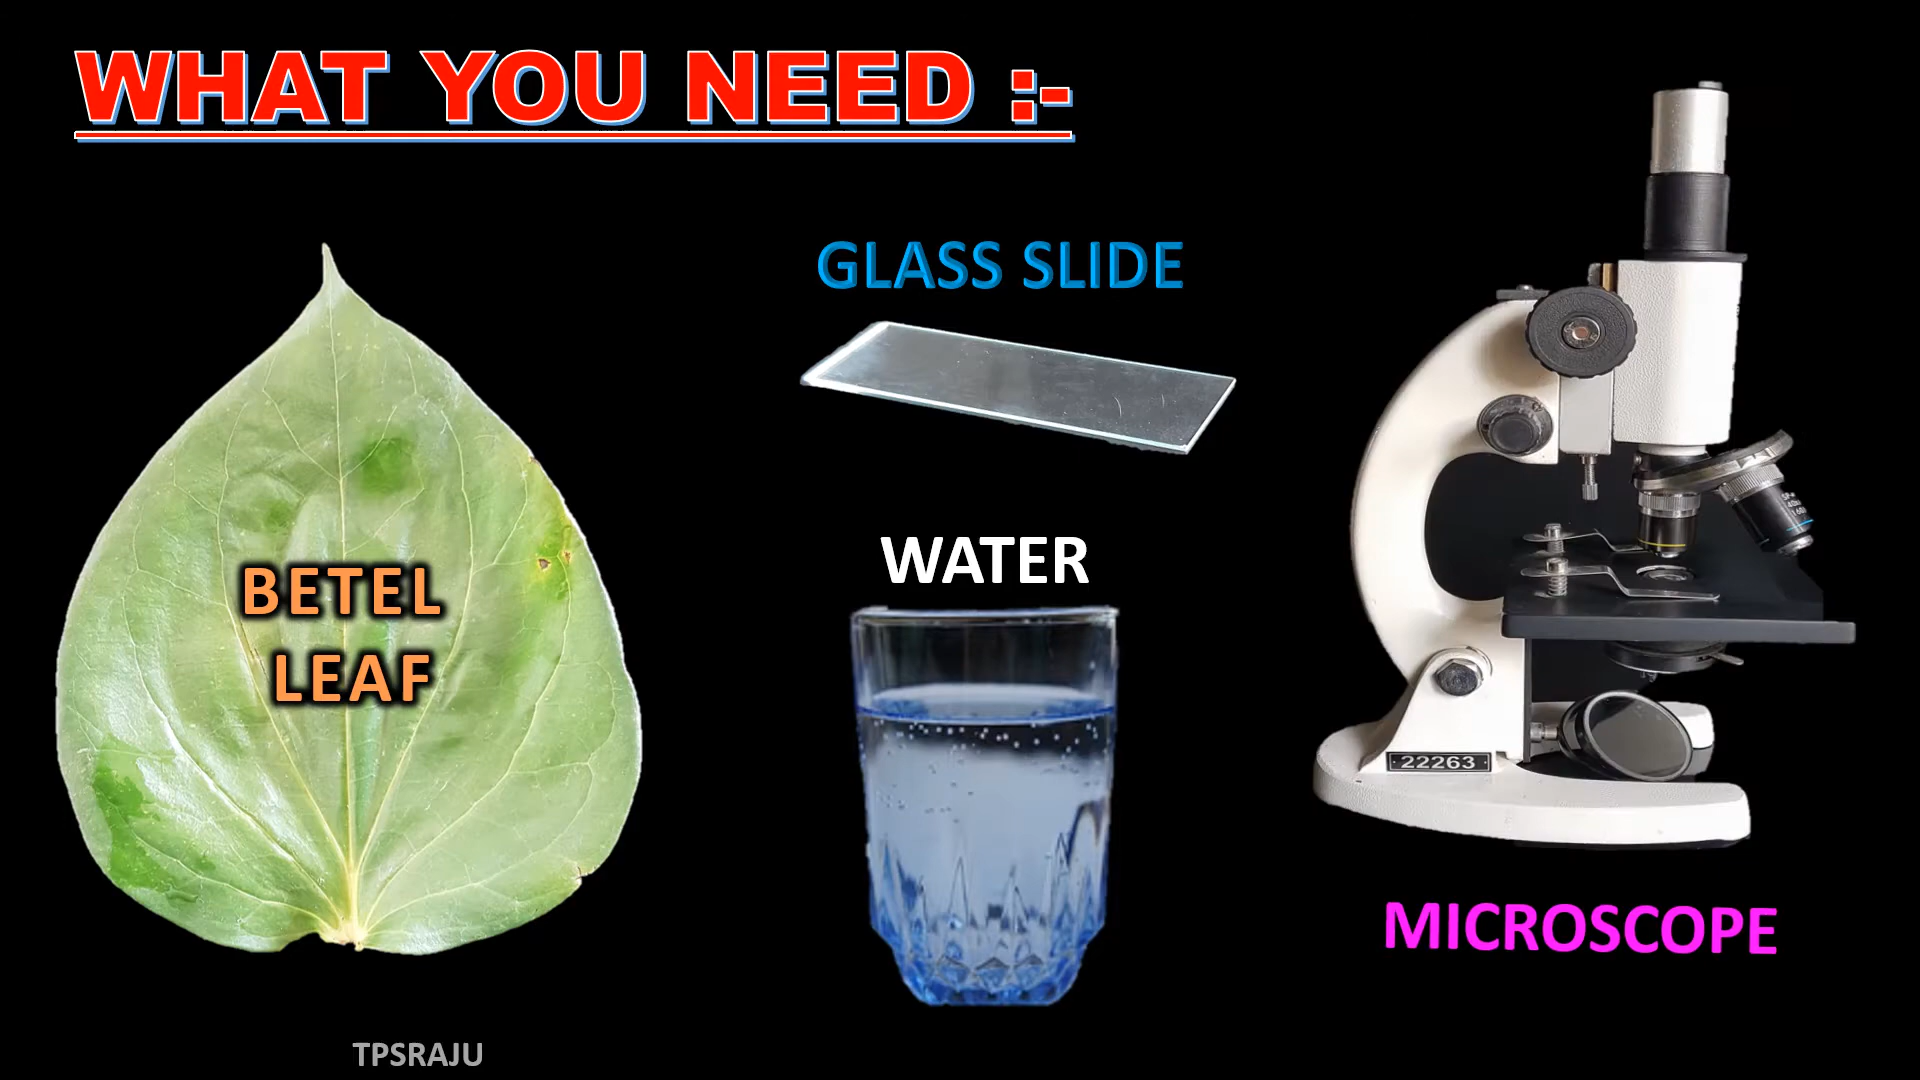 WHAT YOU NEED :-
GLASS SLIDE
WATER
BETEL
LEAF
22263
MICROSCOPE
TPSRAJU